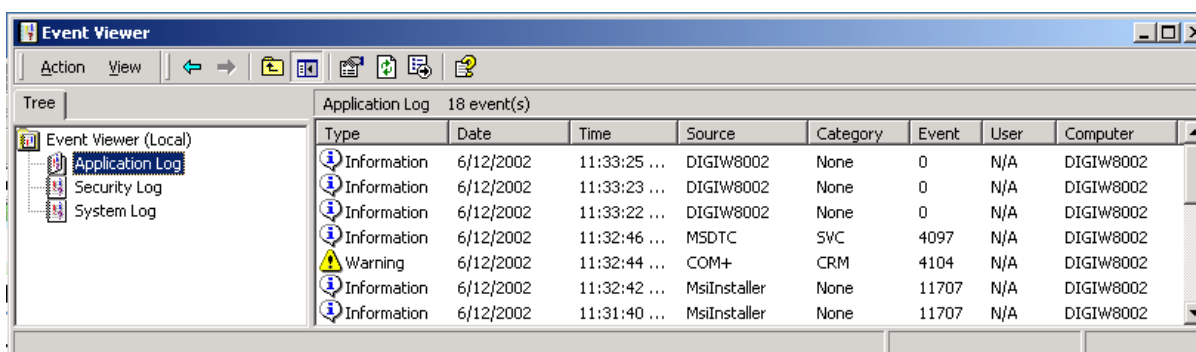 Event Viewer
Action View
Tree
Application Log 18 event(s)
Event Viewer (Local)
Application Log
Security Log
System Log
Type Date Time Source Category Event User Computer
Information 6/12/2002 11:33:25 ... DIGIW8002 None 0 N/A DIGIW8002
Information 6/12/2002 11:33:23 ... DIGIW8002 None 0 N/A DIGIW8002
Information 6/12/2002 11:33:22 ... DIGIW8002 None 0 N/A DIGIW8002
Information 6/12/2002 11:32:46 ... MSDTC SVC 4097 N/A DIGIW8002
Warning 6/12/2002 11:32:44 ... COM+ CRM 4104 N/A DIGIW8002
Information 6/12/2002 11:32:42 ... MsiInstaller None 11707 N/A DIGIW8002
Information 6/12/2002 11:31:40 ... MsiInstaller None 11707 N/A DIGIW8002